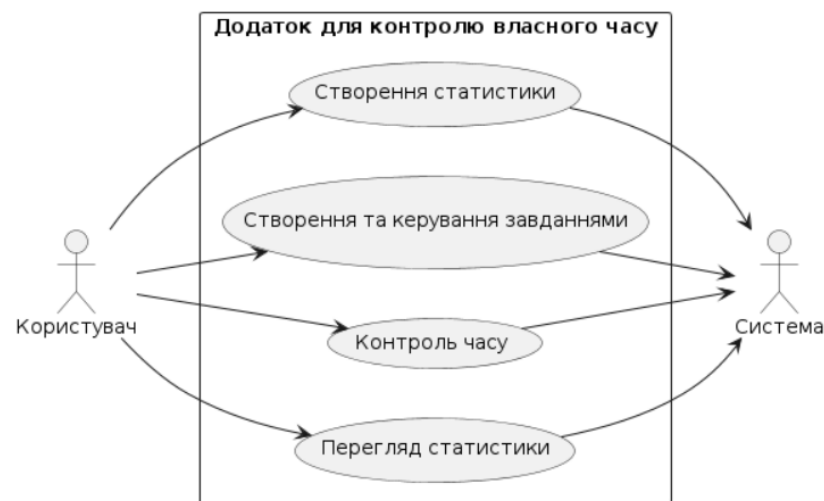 Додаток для контролю власного часу
Створення статистики
Створення та керування завданнями
Користувач
Система
Контроль часу
Перегляд статистики